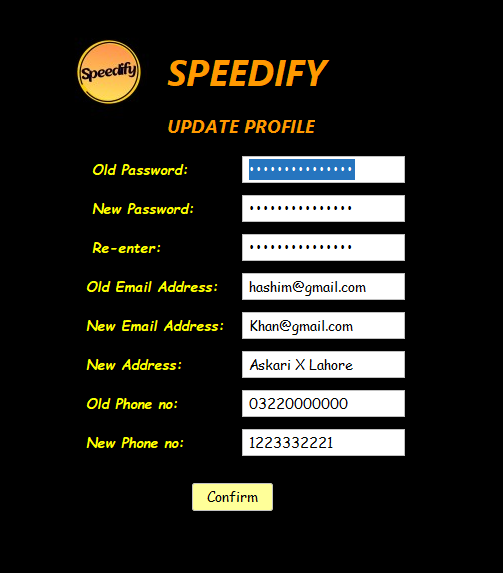 Speedify
SPEEDIFY
UPDATE PROFILE
Old Password: •••••••••••••••
New Password: •••••••••••••••
Re-enter: •••••••••••••••
Old Email Address: hashim@gmail.com
New Email Address: Khan@gmail.com
New Address: Askari X Lahore
Old Phone no: 03220000000
New Phone no: 1223332221
Confirm